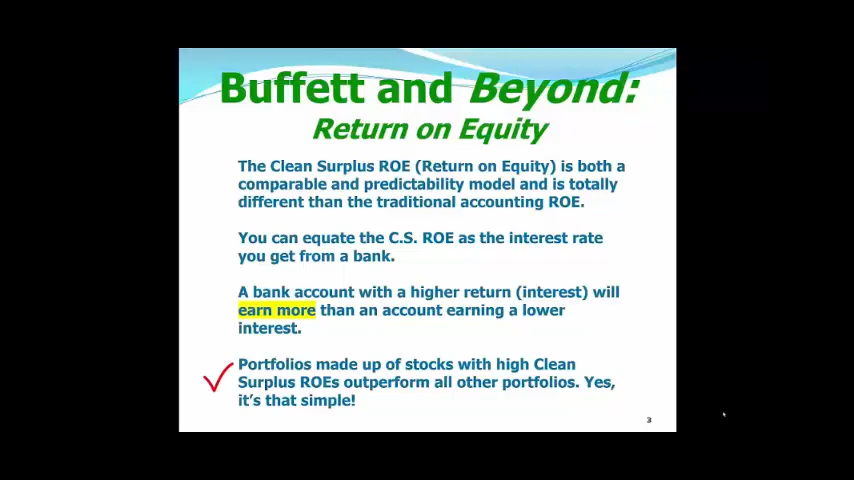 Buffett and Beyond:
Return on Equity
The Clean Surplus ROE (Return on Equity) is both a
comparable and predictability model and is totally
different than the traditional accounting ROE.
You can equate the C.S. ROE as the interest rate
you get from a bank.
A bank account with a higher return (interest) will
earn more than an account earning a lower
interest.
Portfolios made up of stocks with high Clean
Surplus ROEs outperform all other portfolios. Yes,
it's that simple!
3